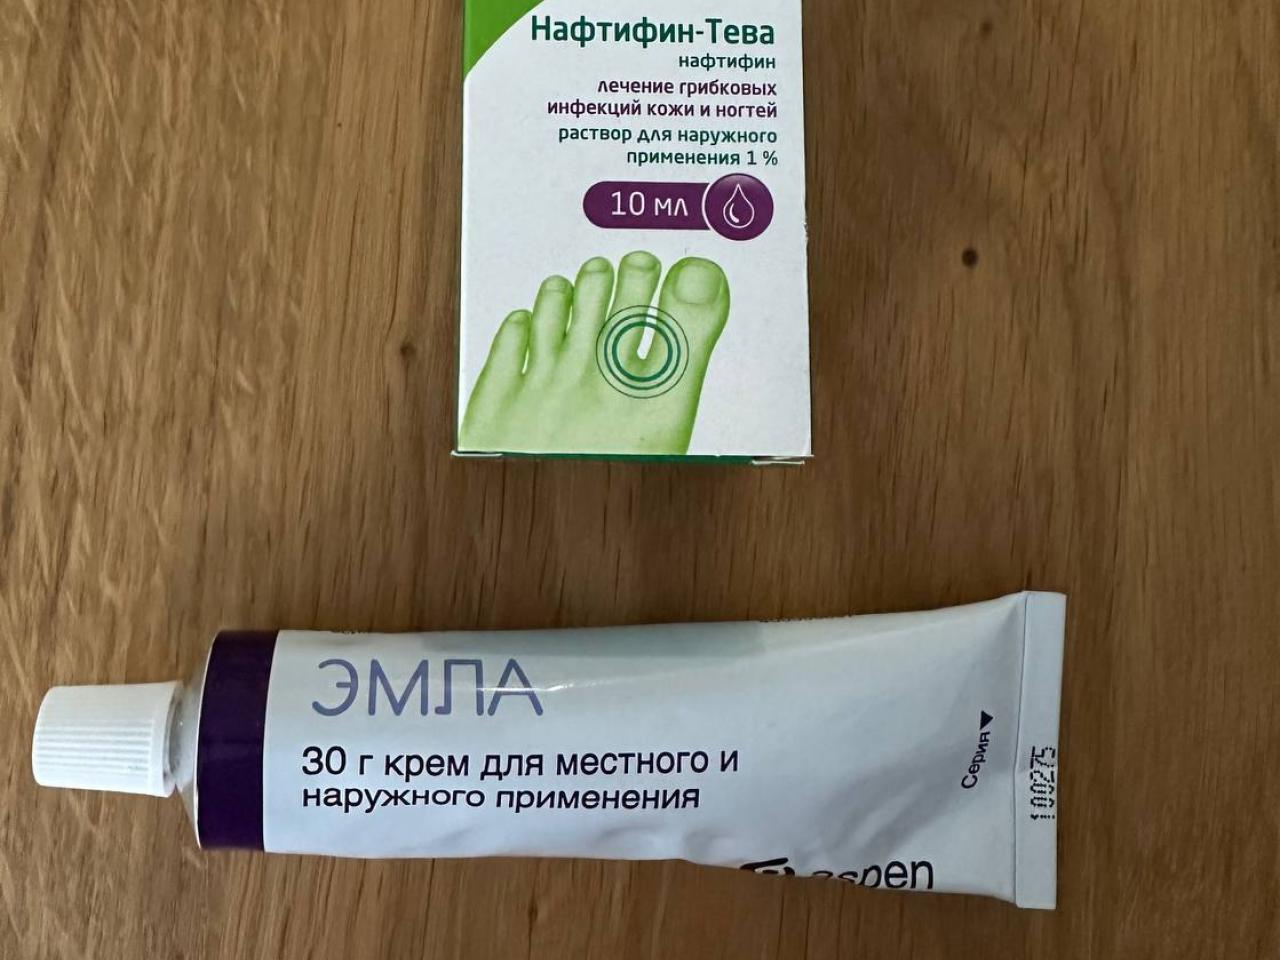 Нафтифин-Тева
нафтифин
лечение грибковых
инфекций кожи и ногтей
раствор для наружного
применения 1 %
10 мл
ЭМЛА
30 г крем для местного и
наружного применения
Серия
100275
aspen